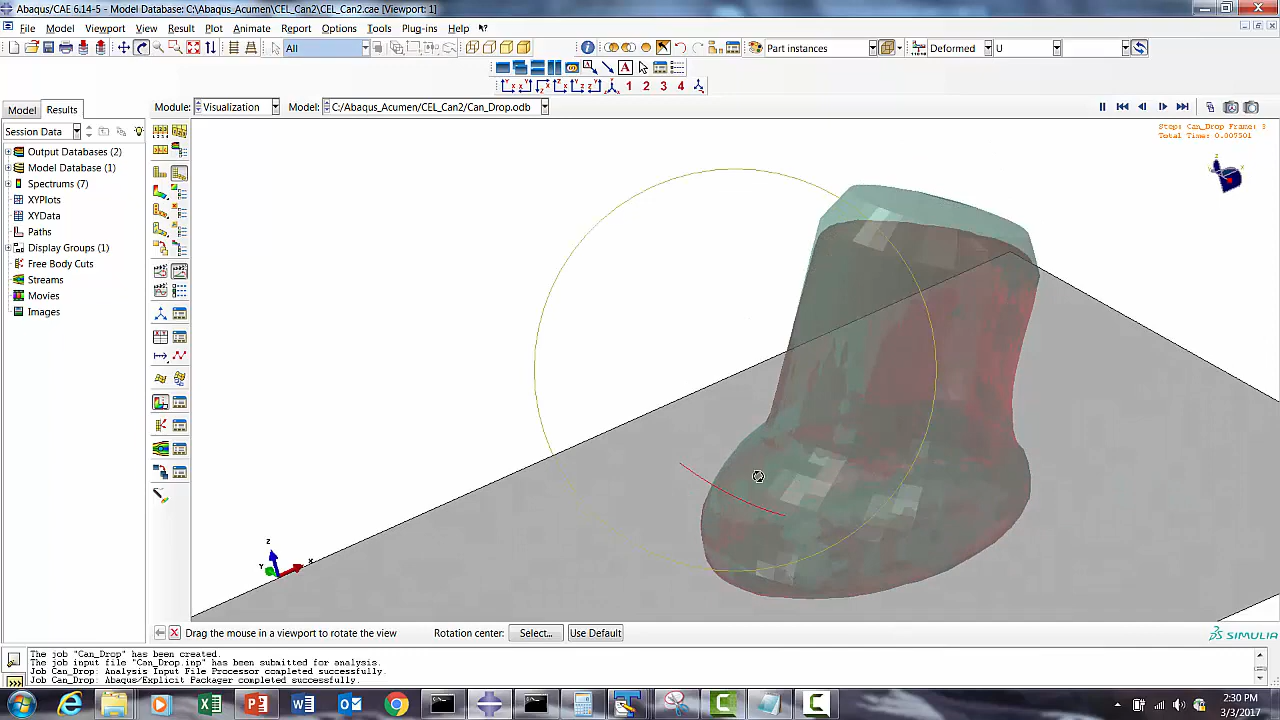 Abaqus/CAE 6.14-5 - Model Database: C:\Abaqus_Acumen\CEL_Can2\CEL_Can2.cae [Viewport: 1]
File Model Viewport View Result Plot Animate Report Options Tools Plug-ins Help
All Part instances Deformed U
1 2 3 4
Model Results Module: Visualization Model: C:/Abaqus_Acumen/CEL_Can2/Can_Drop.odb
Session Data
Step: Can_Drop Frame: 3
Total Time: 0.007501
Output Databases (2)
Model Database (1)
Spectrums (7)
XYPlots
XYData
Paths
Display Groups (1)
Free Body Cuts
Streams
Movies
Images
Z
Y X
Drag the mouse in a viewport to rotate the view Rotation center: Select... Use Default
SIMULIA
The job "Can_Drop" has been created.
The job input file "Can_Drop.inp" has been submitted for analysis.
Job Can_Drop: Analysis Input File Processor completed successfully.
Job Can_Drop: Abaqus/Explicit Packager completed successfully.
2:30 PM
3/3/2017